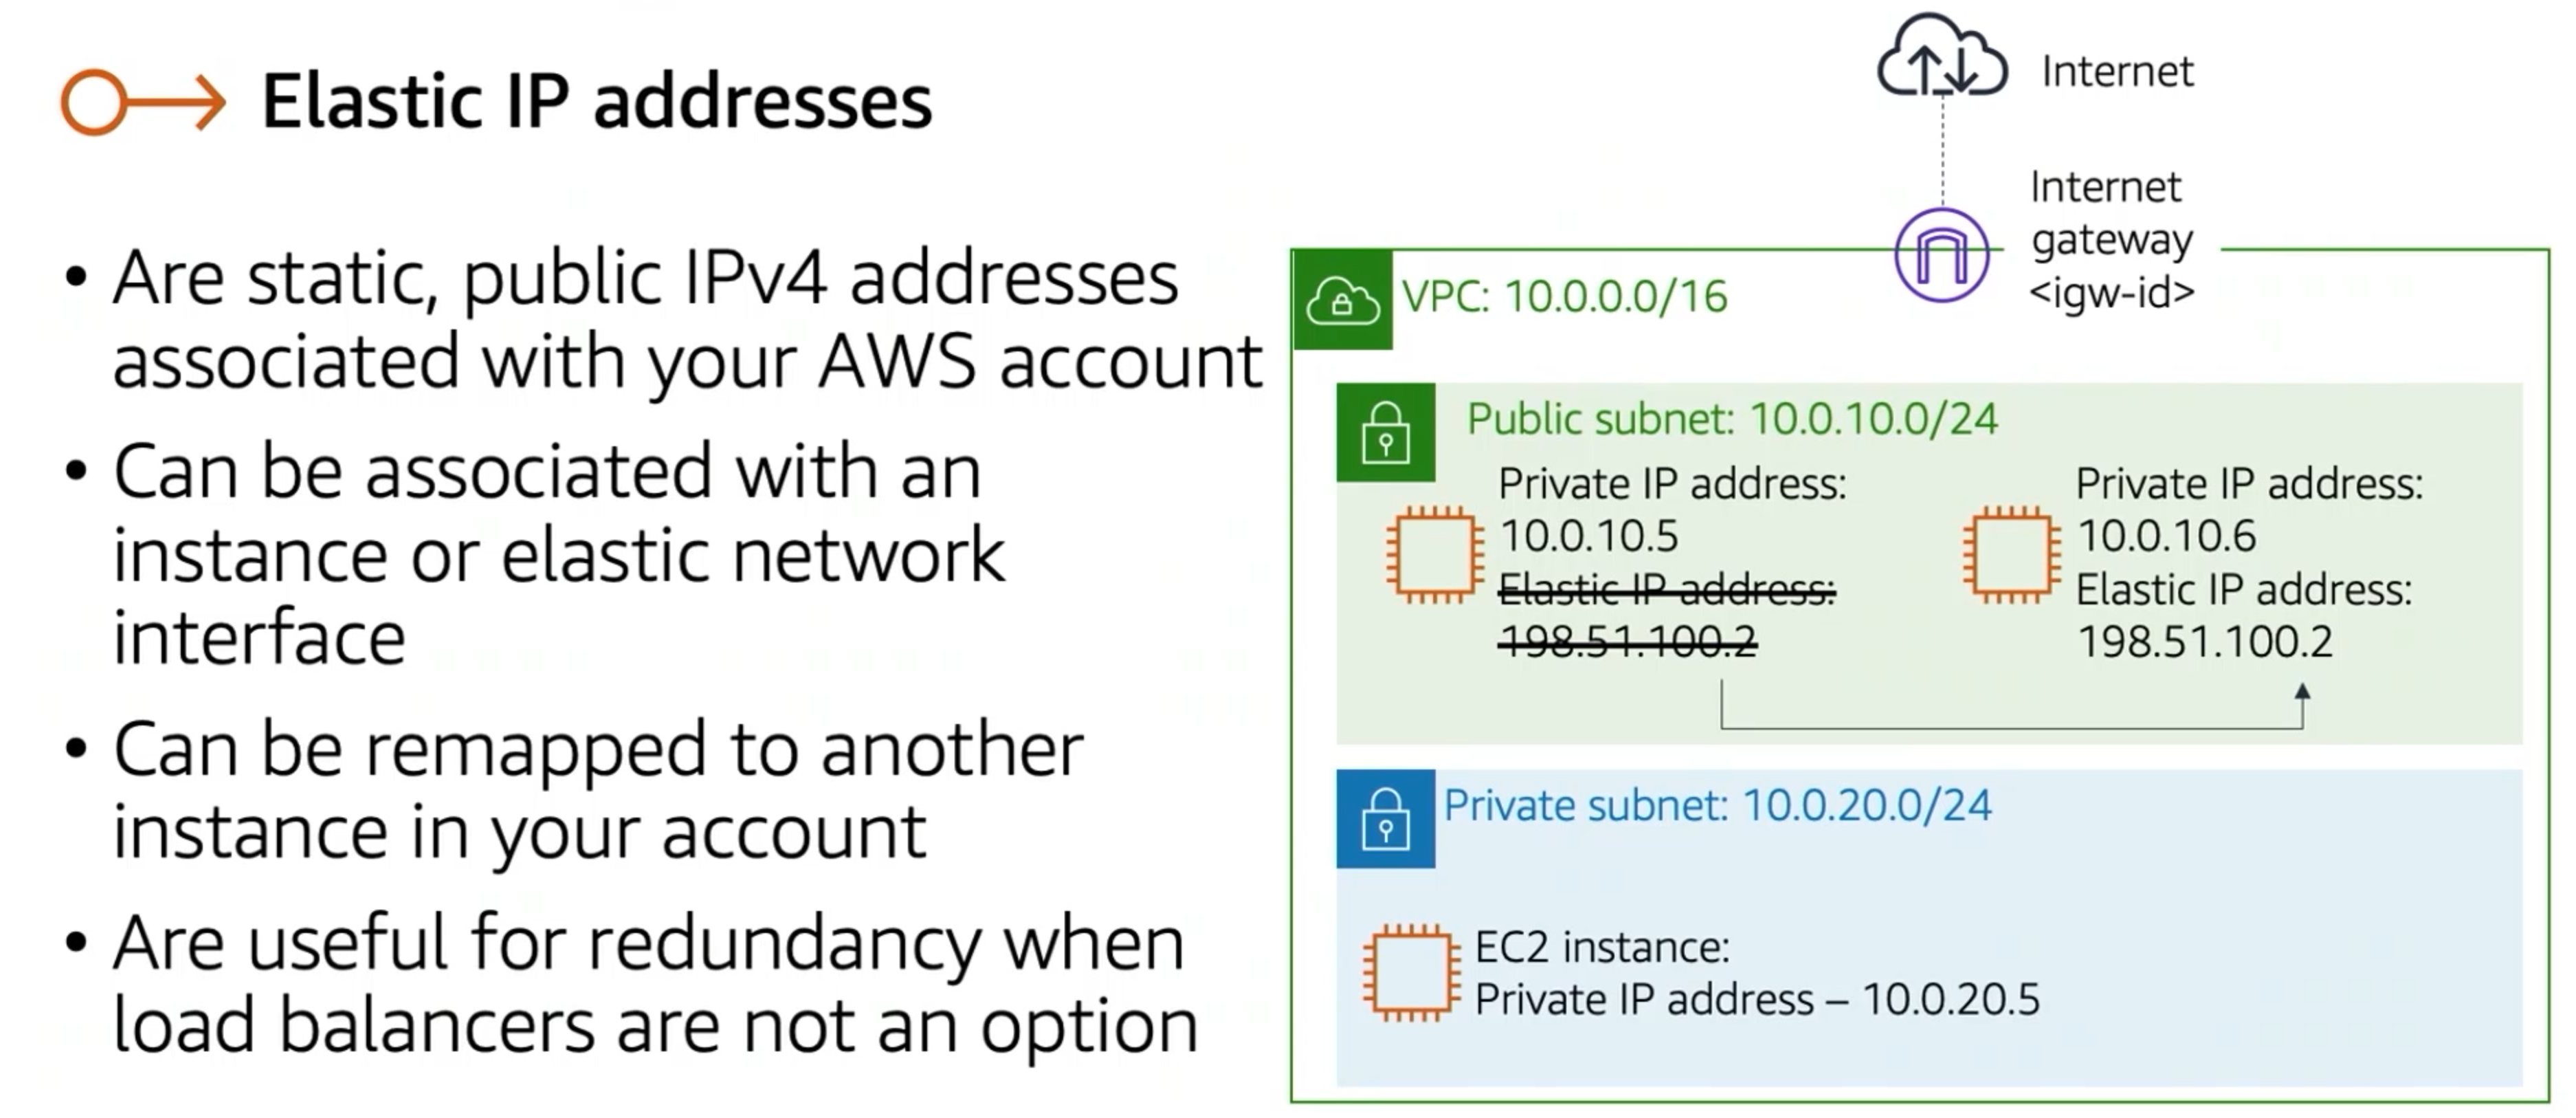 Elastic IP addresses
• Are static, public IPv4 addresses
associated with your AWS account
• Can be associated with an
instance or elastic network
interface
• Can be remapped to another
instance in your account
• Are useful for redundancy when
load balancers are not an option
Internet
Internet
gateway
<igw-id>
VPC: 10.0.0.0/16
Public subnet: 10.0.10.0/24
Private IP address:
10.0.10.5
Elastic IP address:
198.51.100.2
Private IP address:
10.0.10.6
Elastic IP address:
198.51.100.2
Private subnet: 10.0.20.0/24
EC2 instance:
Private IP address – 10.0.20.5